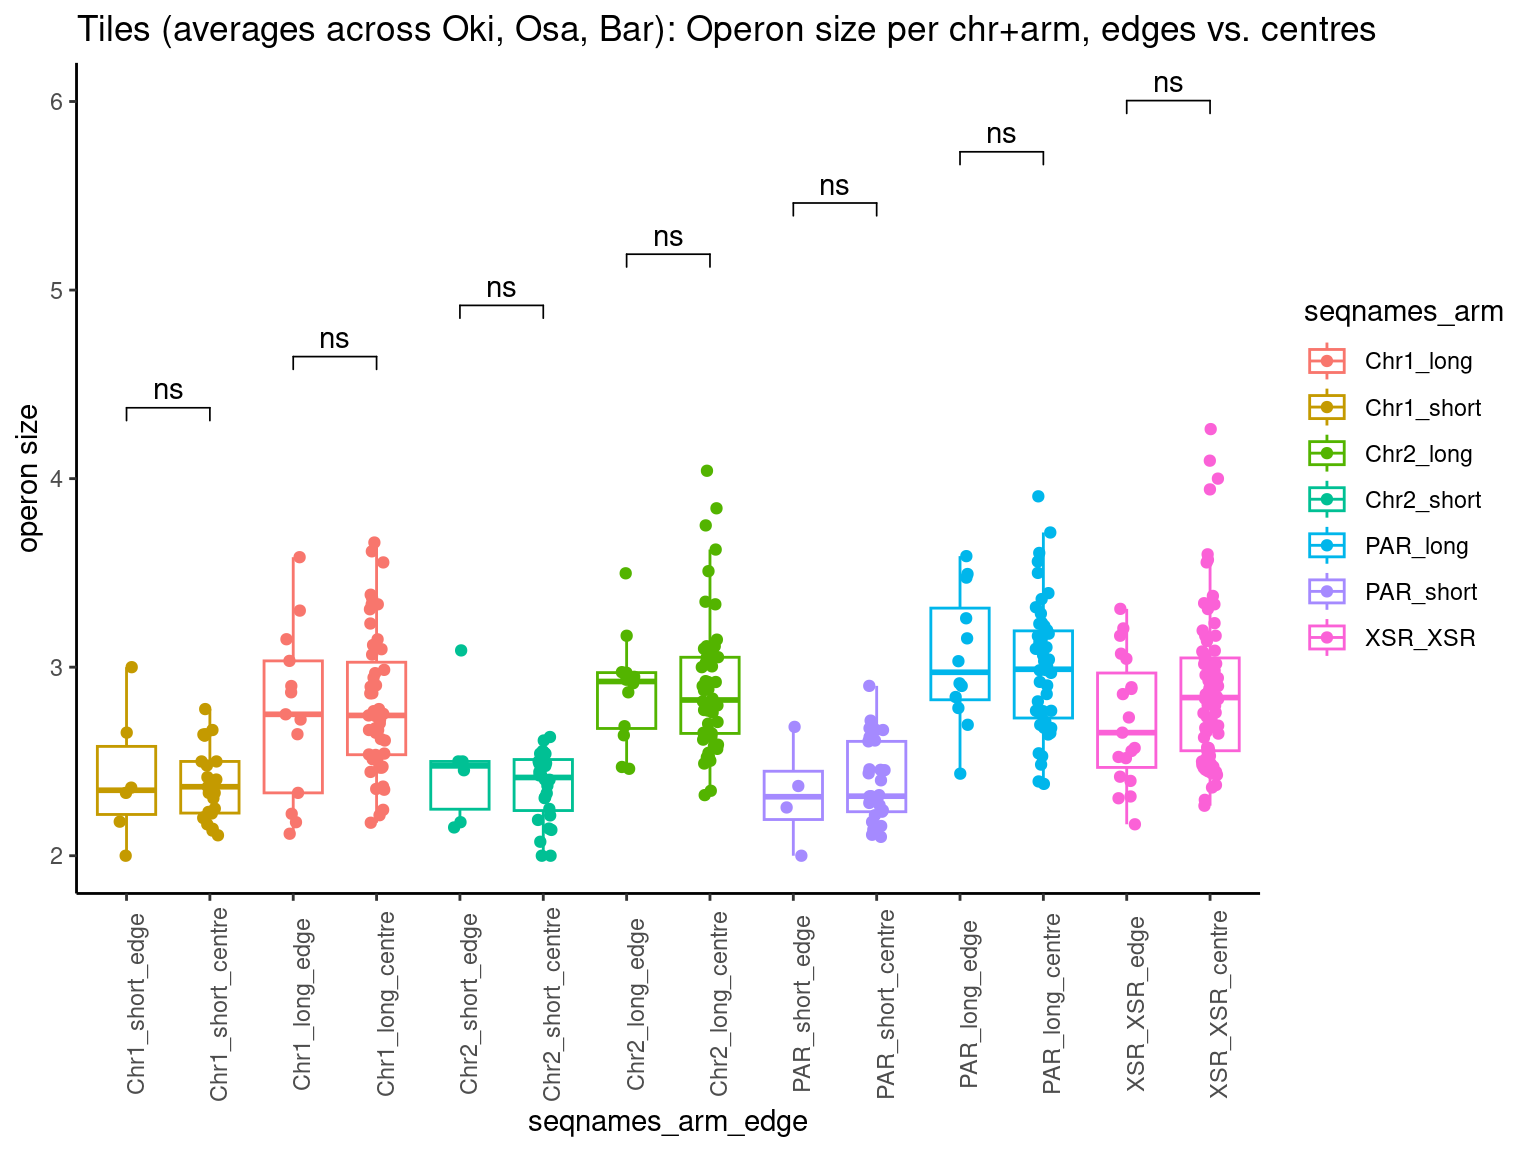 Tiles (averages across Oki, Osa, Bar): Operon size per chr+arm, edges vs. centres
6
5
4
3
2
operon size
ns
ns
ns
ns
ns
ns
ns
Chr1_short_edge
Chr1_short_centre
Chr1_long_edge
Chr1_long_centre
Chr2_short_edge
Chr2_short_centre
Chr2_long_edge
Chr2_long_centre
PAR_short_edge
PAR_short_centre
PAR_long_edge
PAR_long_centre
XSR_XSR_edge
XSR_XSR_centre
seqnames_arm_edge
seqnames_arm
Chr1_long
Chr1_short
Chr2_long
Chr2_short
PAR_long
PAR_short
XSR_XSR